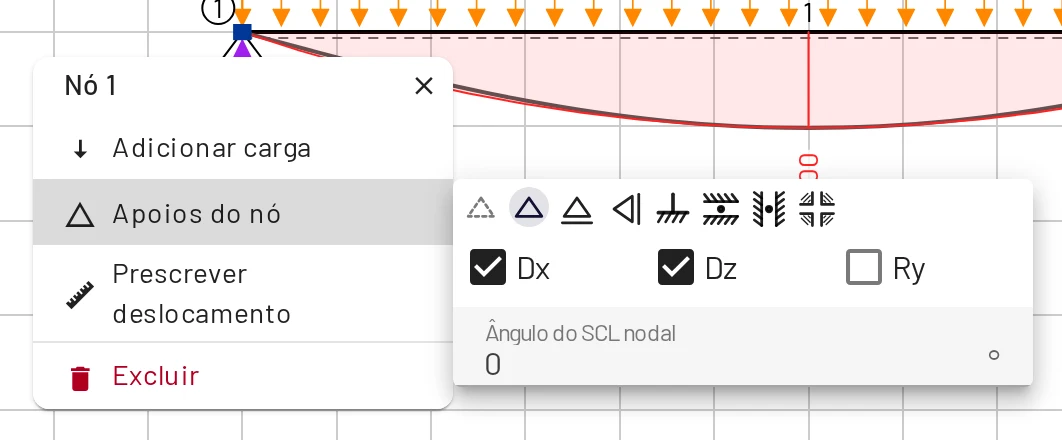 1
1
Nó 1
Adicionar carga
Apoios do nó
Prescrever
deslocamento
Excluir
Dx
Dz
Ry
Ângulo do SCL nodal
0
°